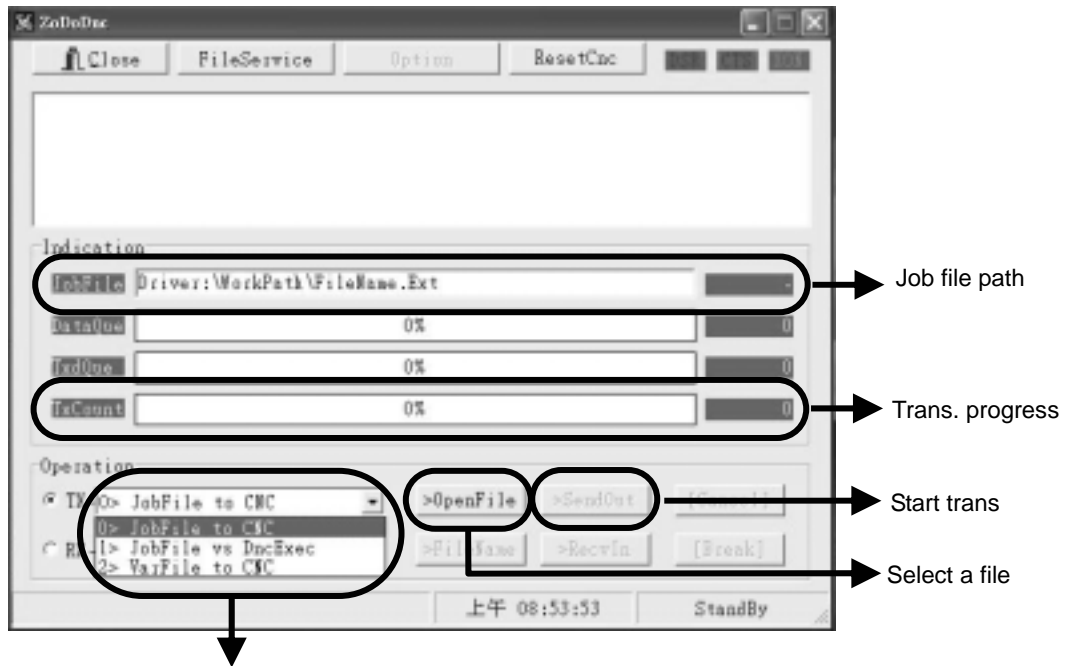 ZoDoDnc
Close FileService Option ResetCnc DSR CTS
Indication
JobFile Driver:\WorkPath\FileName.Ext - Job file path
DataQue 0% 0
TxdQue 0% 0
TxCount 0% 0 Trans. progress
Operation
TX 0> JobFile to CNC >OpenFile >SendOut [Cancel] Start trans
0> JobFile to CNC
R 1> JobFile vs DncExec >FileName >RecvIn [Break]
2> VarFile to CNC
Select a file
上午 08:53:53 StandBy